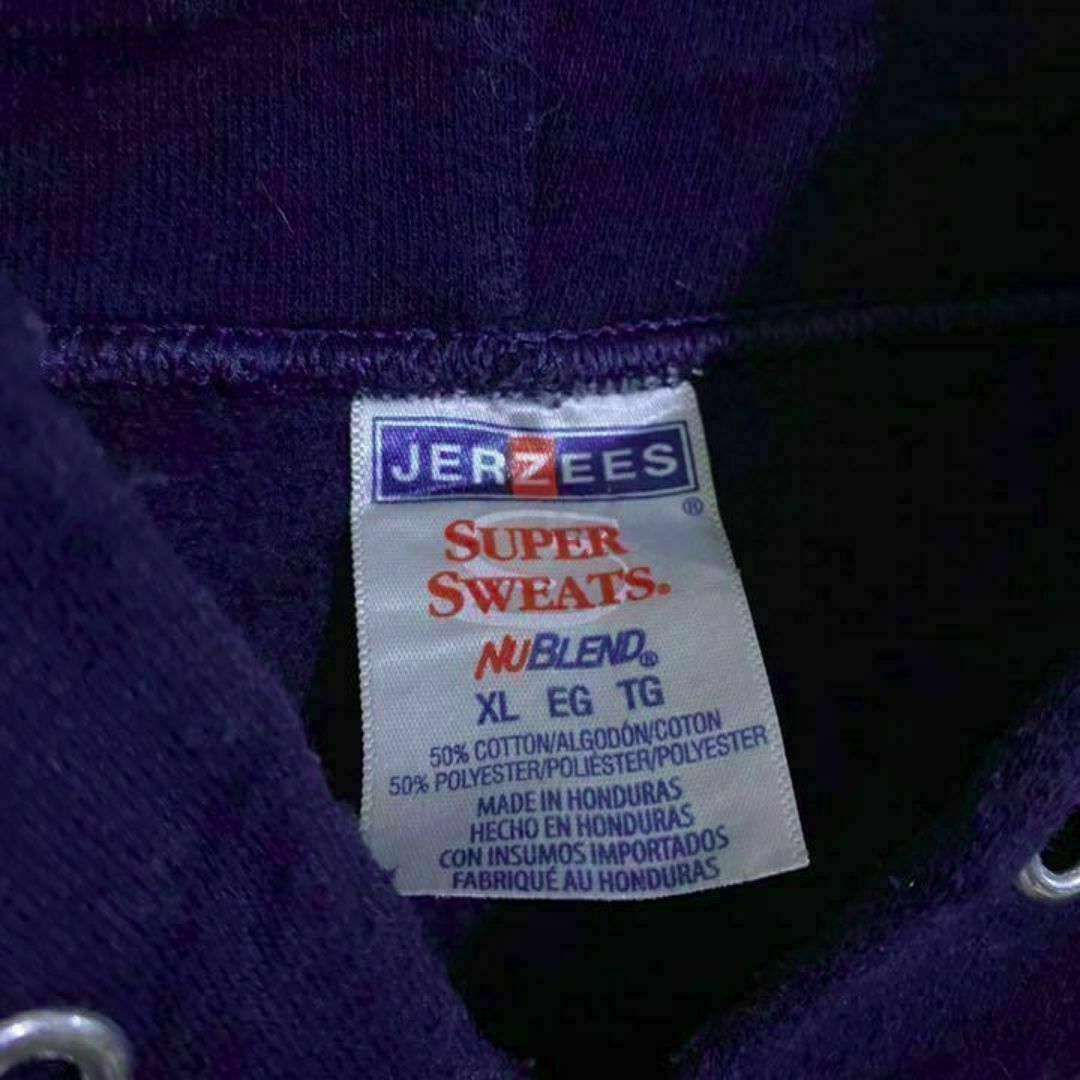 JERZEES
®
SUPER
SWEATS®
NUBLEND®
XL EG TG
50% COTTON/ALGODÓN/COTON
50% POLYESTER/POLIÉSTER/POLYESTER
MADE IN HONDURAS
HECHO EN HONDURAS
CON INSUMOS IMPORTADOS
FABRIQUÉ AU HONDURAS